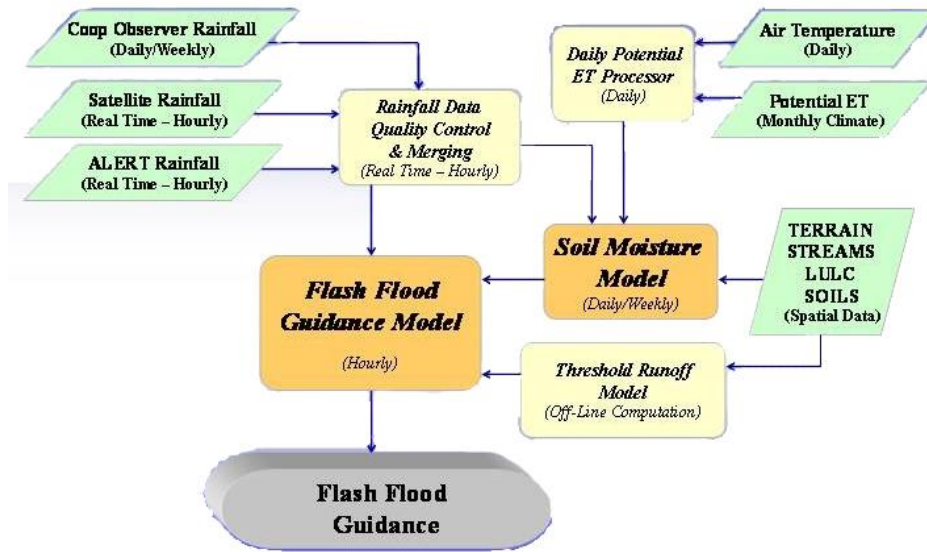 Coop Observer Rainfall
(Daily/Weekly)
Satellite Rainfall
(Real Time – Hourly)
ALERT Rainfall
(Real Time – Hourly)
Rainfall Data
Quality Control
& Merging
(Real Time – Hourly)
Daily Potential
ET Processor
(Daily)
Air Temperature
(Daily)
Potential ET
(Monthly Climate)
Flash Flood
Guidance Model
(Hourly)
Soil Moisture
Model
(Daily/Weekly)
TERRAIN
STREAMS
LULC
SOILS
(Spatial Data)
Threshold Runoff
Model
(Off-Line Computation)
Flash Flood
Guidance